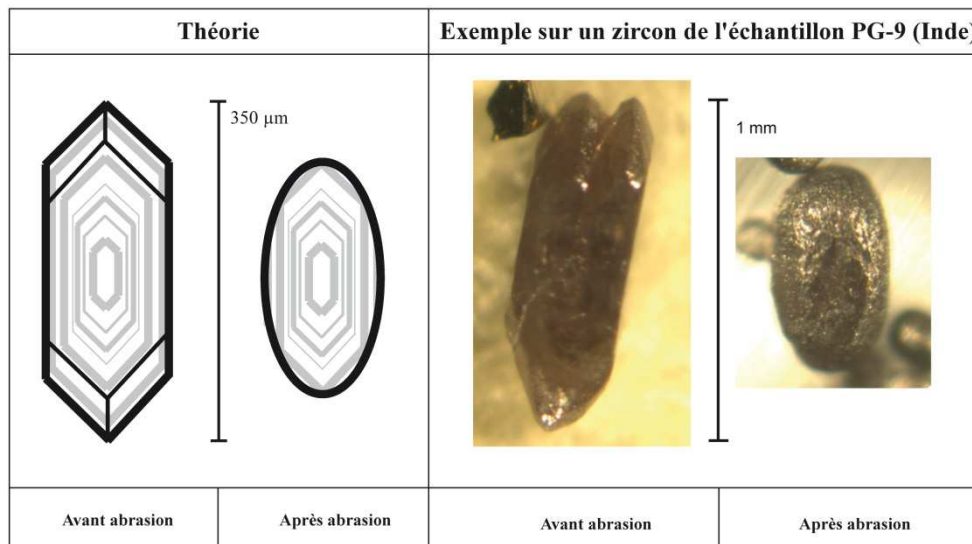 Théorie
Exemple sur un zircon de l'échantillon PG-9 (Inde)
350 µm
1 mm
Avant abrasion
Après abrasion
Avant abrasion
Après abrasion